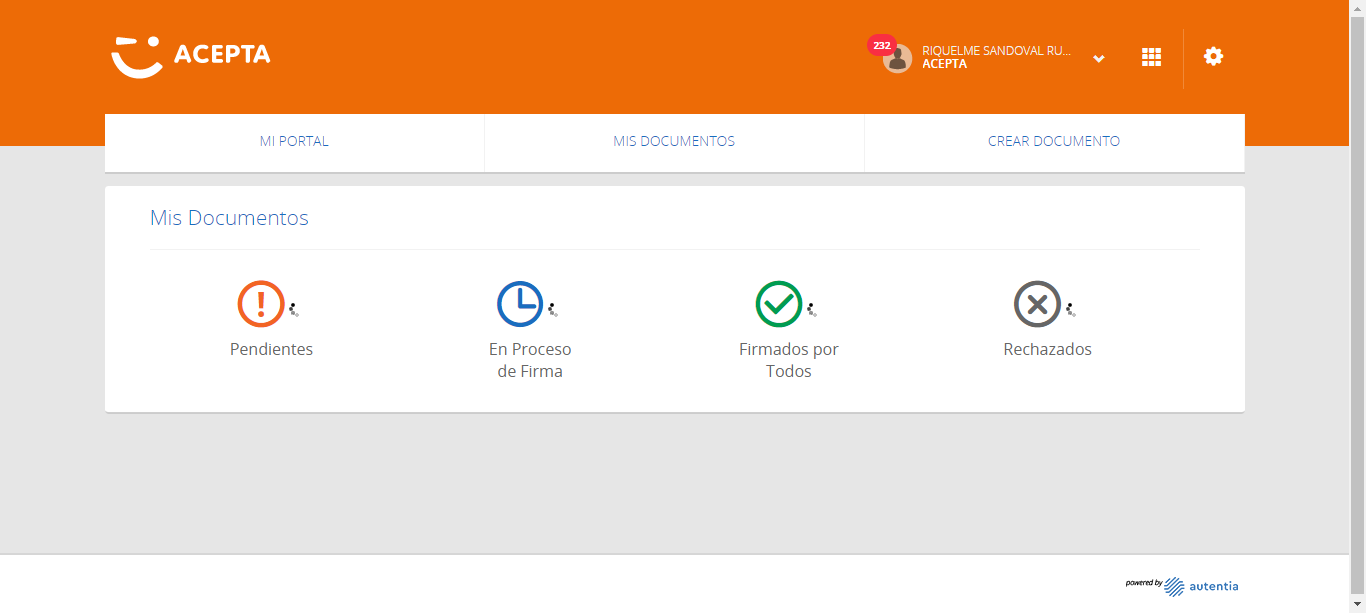 ACEPTA
232
RIQUELME SANDOVAL RU...
ACEPTA
MI PORTAL
MIS DOCUMENTOS
CREAR DOCUMENTO
Mis Documentos
Pendientes
En Proceso
de Firma
Firmados por
Todos
Rechazados
powered by autentia